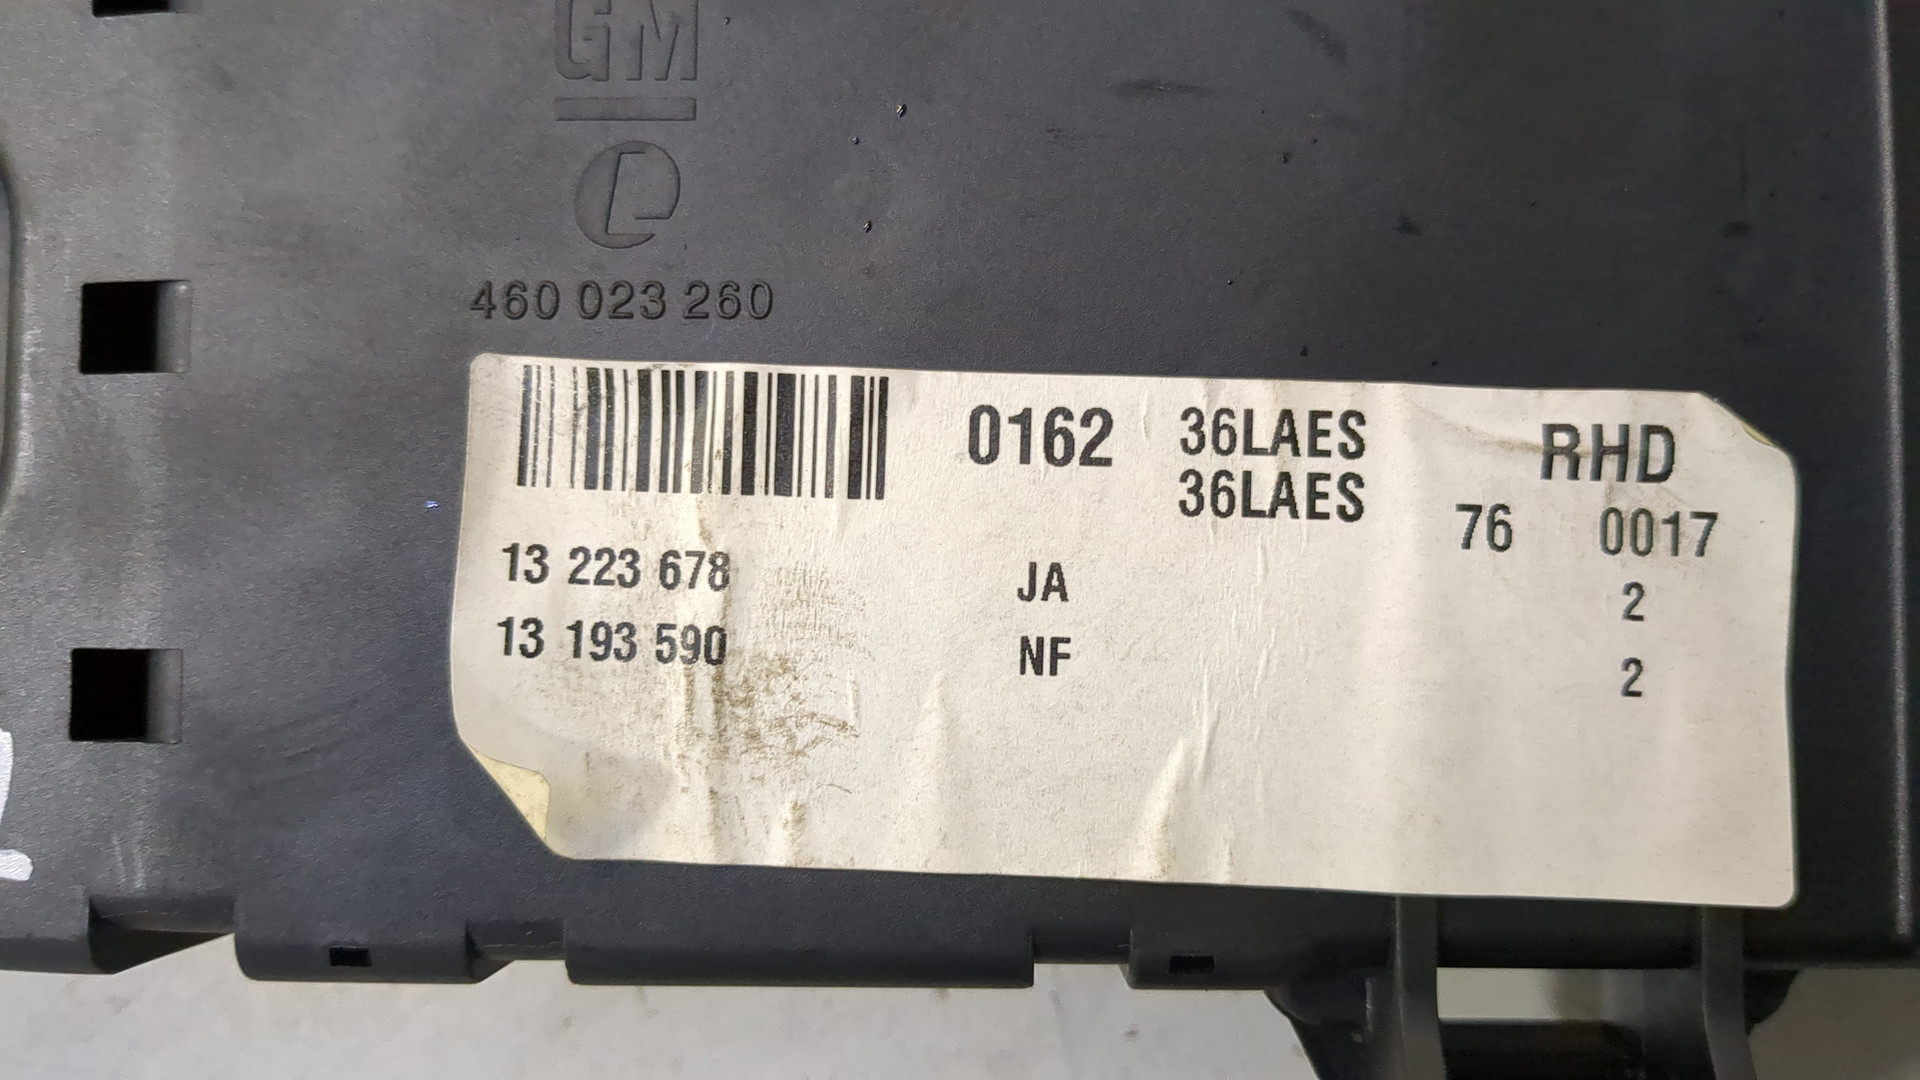 GM
460 023 260
0162 36LAES RHD
36LAES
76 0017
13 223 678 JA 2
13 193 590 NF 2